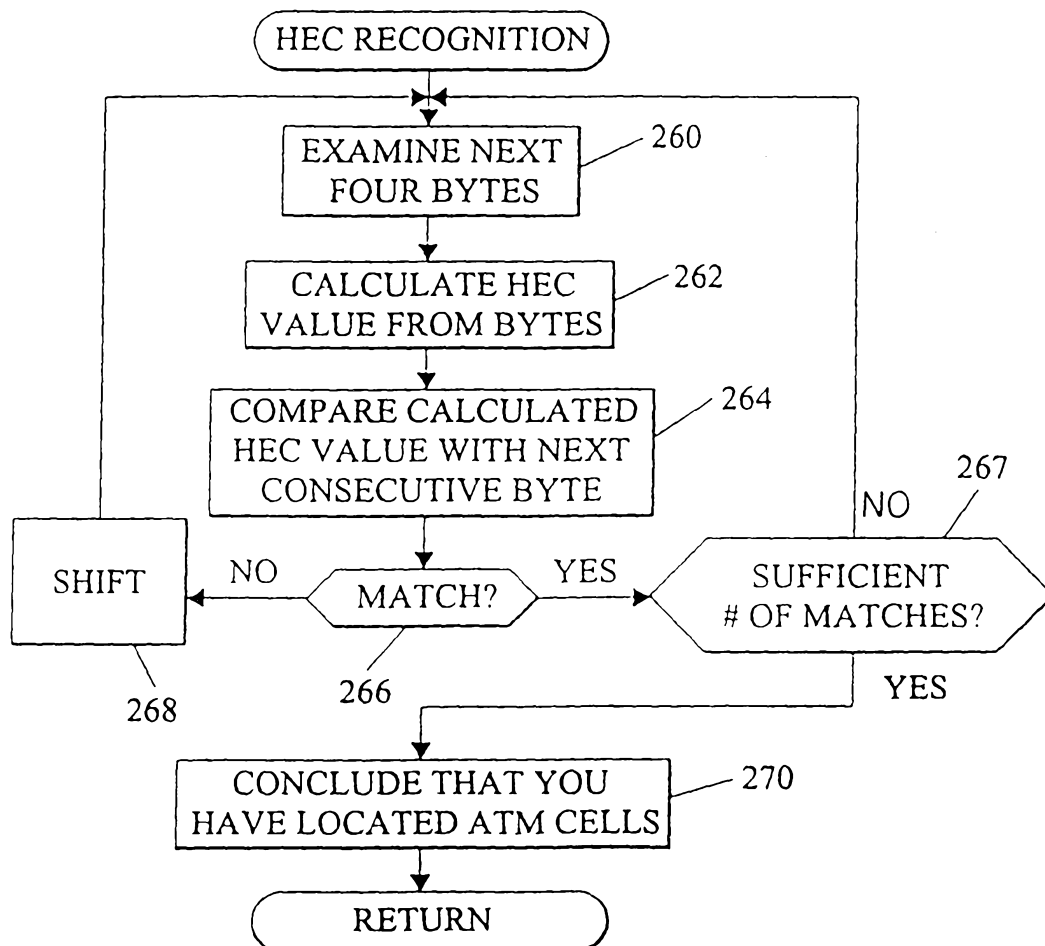 HEC RECOGNITION
EXAMINE NEXT
FOUR BYTES
260
CALCULATE HEC
VALUE FROM BYTES
262
COMPARE CALCULATED
HEC VALUE WITH NEXT
CONSECUTIVE BYTE
264
267
NO
SHIFT
NO
MATCH?
YES
SUFFICIENT
# OF MATCHES?
268
266
YES
CONCLUDE THAT YOU
HAVE LOCATED ATM CELLS
270
RETURN